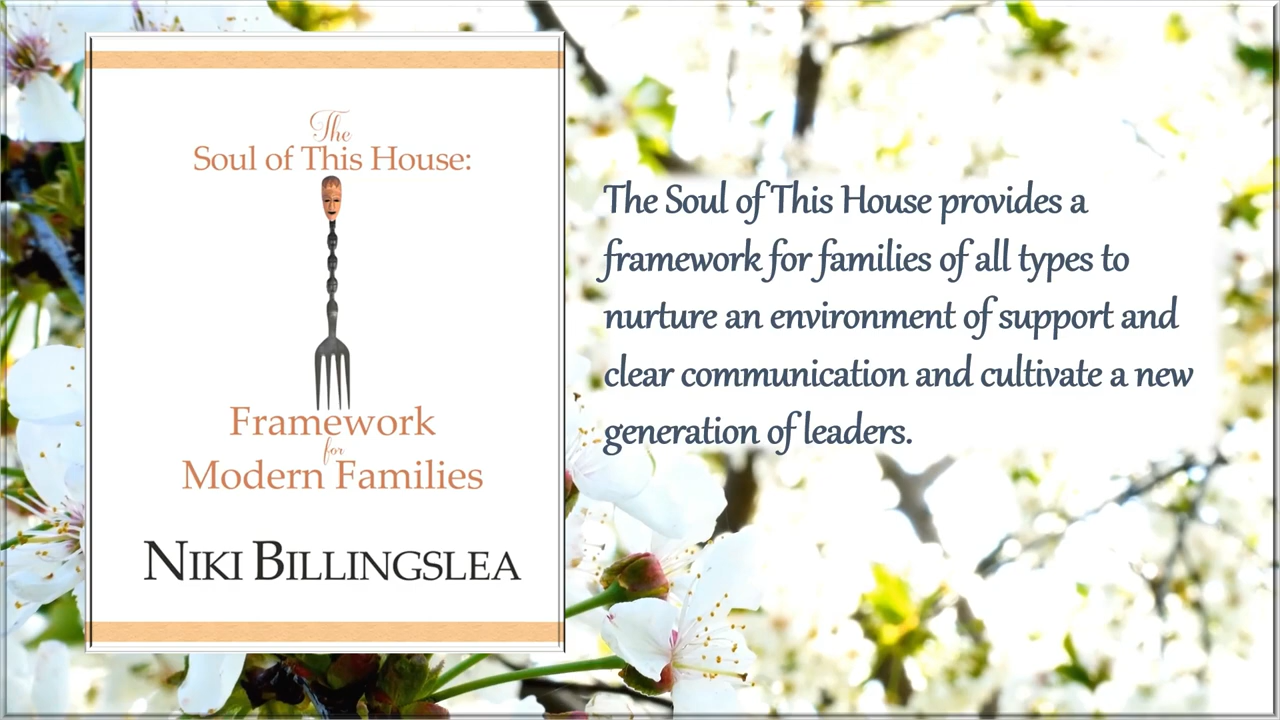 The
Soul of This House:
Framework
for
Modern Families
NIKI BILLINGSLEA
The Soul of This House provides a
framework for families of all types to
nurture an environment of support and
clear communication and cultivate a new
generation of leaders.